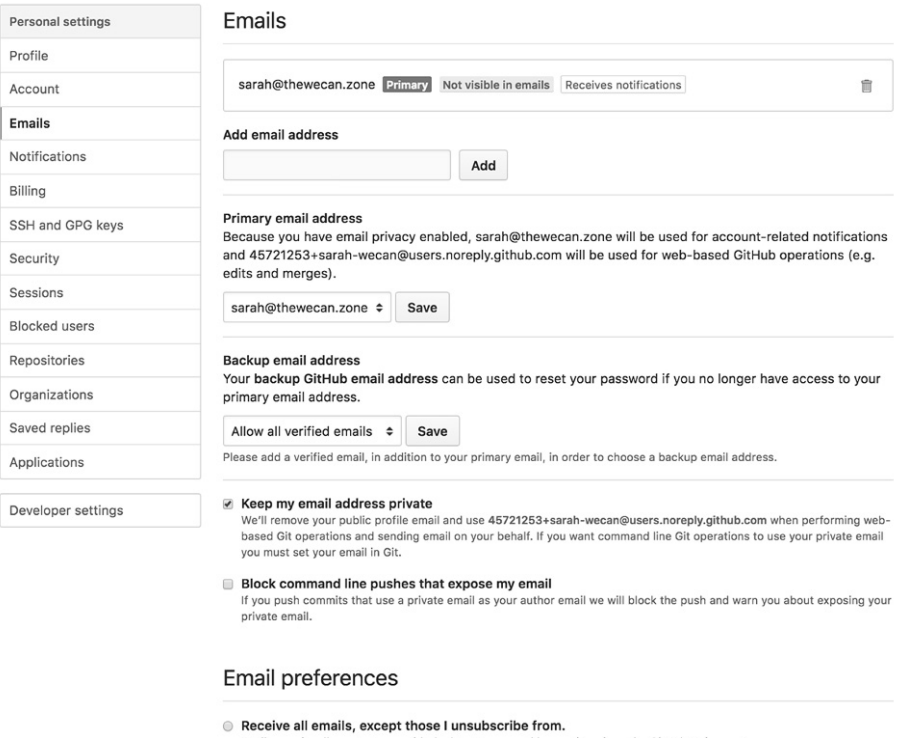 Personal settings
Profile
Account
Emails
Notifications
Billing
SSH and GPG keys
Security
Sessions
Blocked users
Repositories
Organizations
Saved replies
Applications
Developer settings
Emails
sarah@thewecan.zone Primary Not visible in emails Receives notifications
Add email address
Add
Primary email address
Because you have email privacy enabled, sarah@thewecan.zone will be used for account-related notifications
and 45721253+sarah-wecan@users.noreply.github.com will be used for web-based GitHub operations (e.g.
edits and merges).
sarah@thewecan.zone Save
Backup email address
Your backup GitHub email address can be used to reset your password if you no longer have access to your
primary email address.
Allow all verified emails Save
Please add a verified email, in addition to your primary email, in order to choose a backup email address.
Keep my email address private
We'll remove your public profile email and use 45721253+sarah-wecan@users.noreply.github.com when performing web-
based Git operations and sending email on your behalf. If you want command line Git operations to use your private email
you must set your email in Git.
Block command line pushes that expose my email
If you push commits that use a private email as your author email we will block the push and warn you about exposing your
private email.
Email preferences
Receive all emails, except those I unsubscribe from.